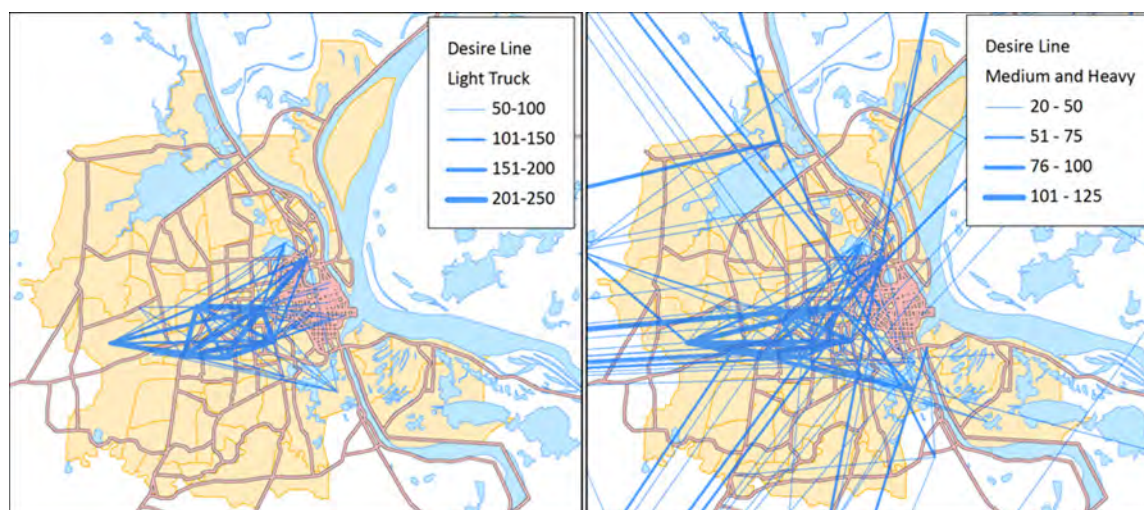 Desire Line
Light Truck
50-100
101-150
151-200
201-250
Desire Line
Medium and Heavy
20 - 50
51 - 75
76 - 100
101 - 125